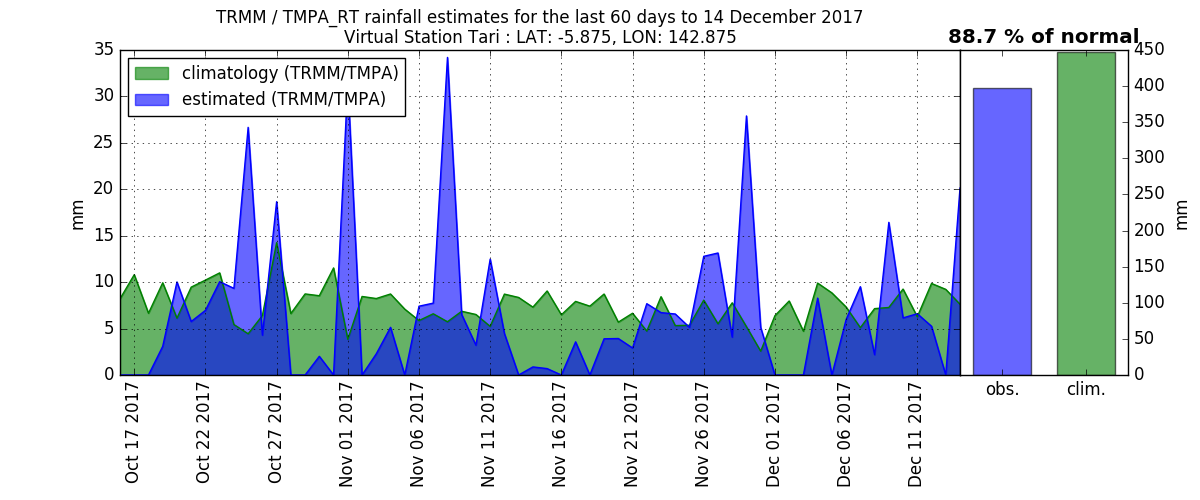 TRMM / TMPA_RT rainfall estimates for the last 60 days to 14 December 2017
Virtual Station Tari : LAT: -5.875, LON: 142.875
88.7 % of normal
climatology (TRMM/TMPA)
estimated (TRMM/TMPA)
35
30
25
20
15
10
5
0
mm
Oct 17 2017
Oct 22 2017
Oct 27 2017
Nov 01 2017
Nov 06 2017
Nov 11 2017
Nov 16 2017
Nov 21 2017
Nov 26 2017
Dec 01 2017
Dec 06 2017
Dec 11 2017
obs.
clim.
450
400
350
300
250
200
150
100
50
0
mm